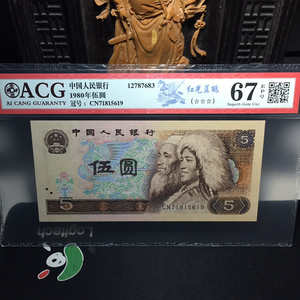 ACG
AI CANG GUARANTY
中国人民银行
1980年伍圆
冠号：CN71815619
12787683
红光蓝鹤
(☆☆☆)
67 EPQ
Superb Gem Unc
中国人民银行
5
伍圆
5
5
CN71815619
Logitech